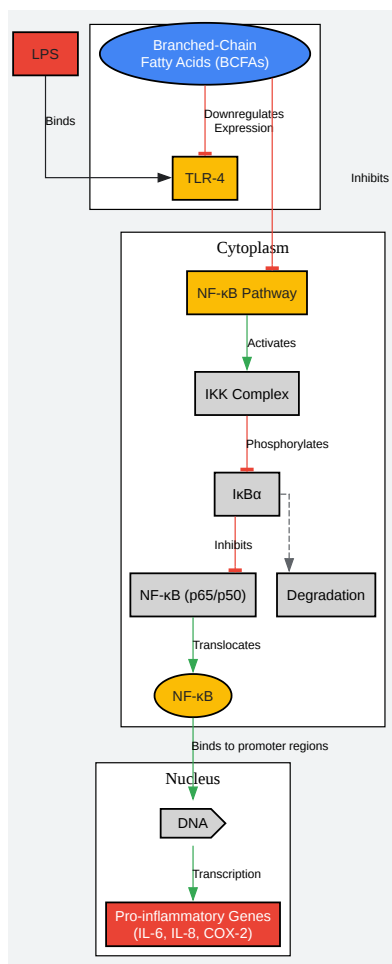 LPS
Branched-Chain
Fatty Acids (BCFAs)
Binds
Downregulates
Expression
TLR-4
Inhibits
Cytoplasm
NF-κB Pathway
Activates
IKK Complex
Phosphorylates
IκBα
Inhibits
NF-κB (p65/p50)
Degradation
Translocates
NF-κB
Binds to promoter regions
Nucleus
DNA
Transcription
Pro-inflammatory Genes
(IL-6, IL-8, COX-2)